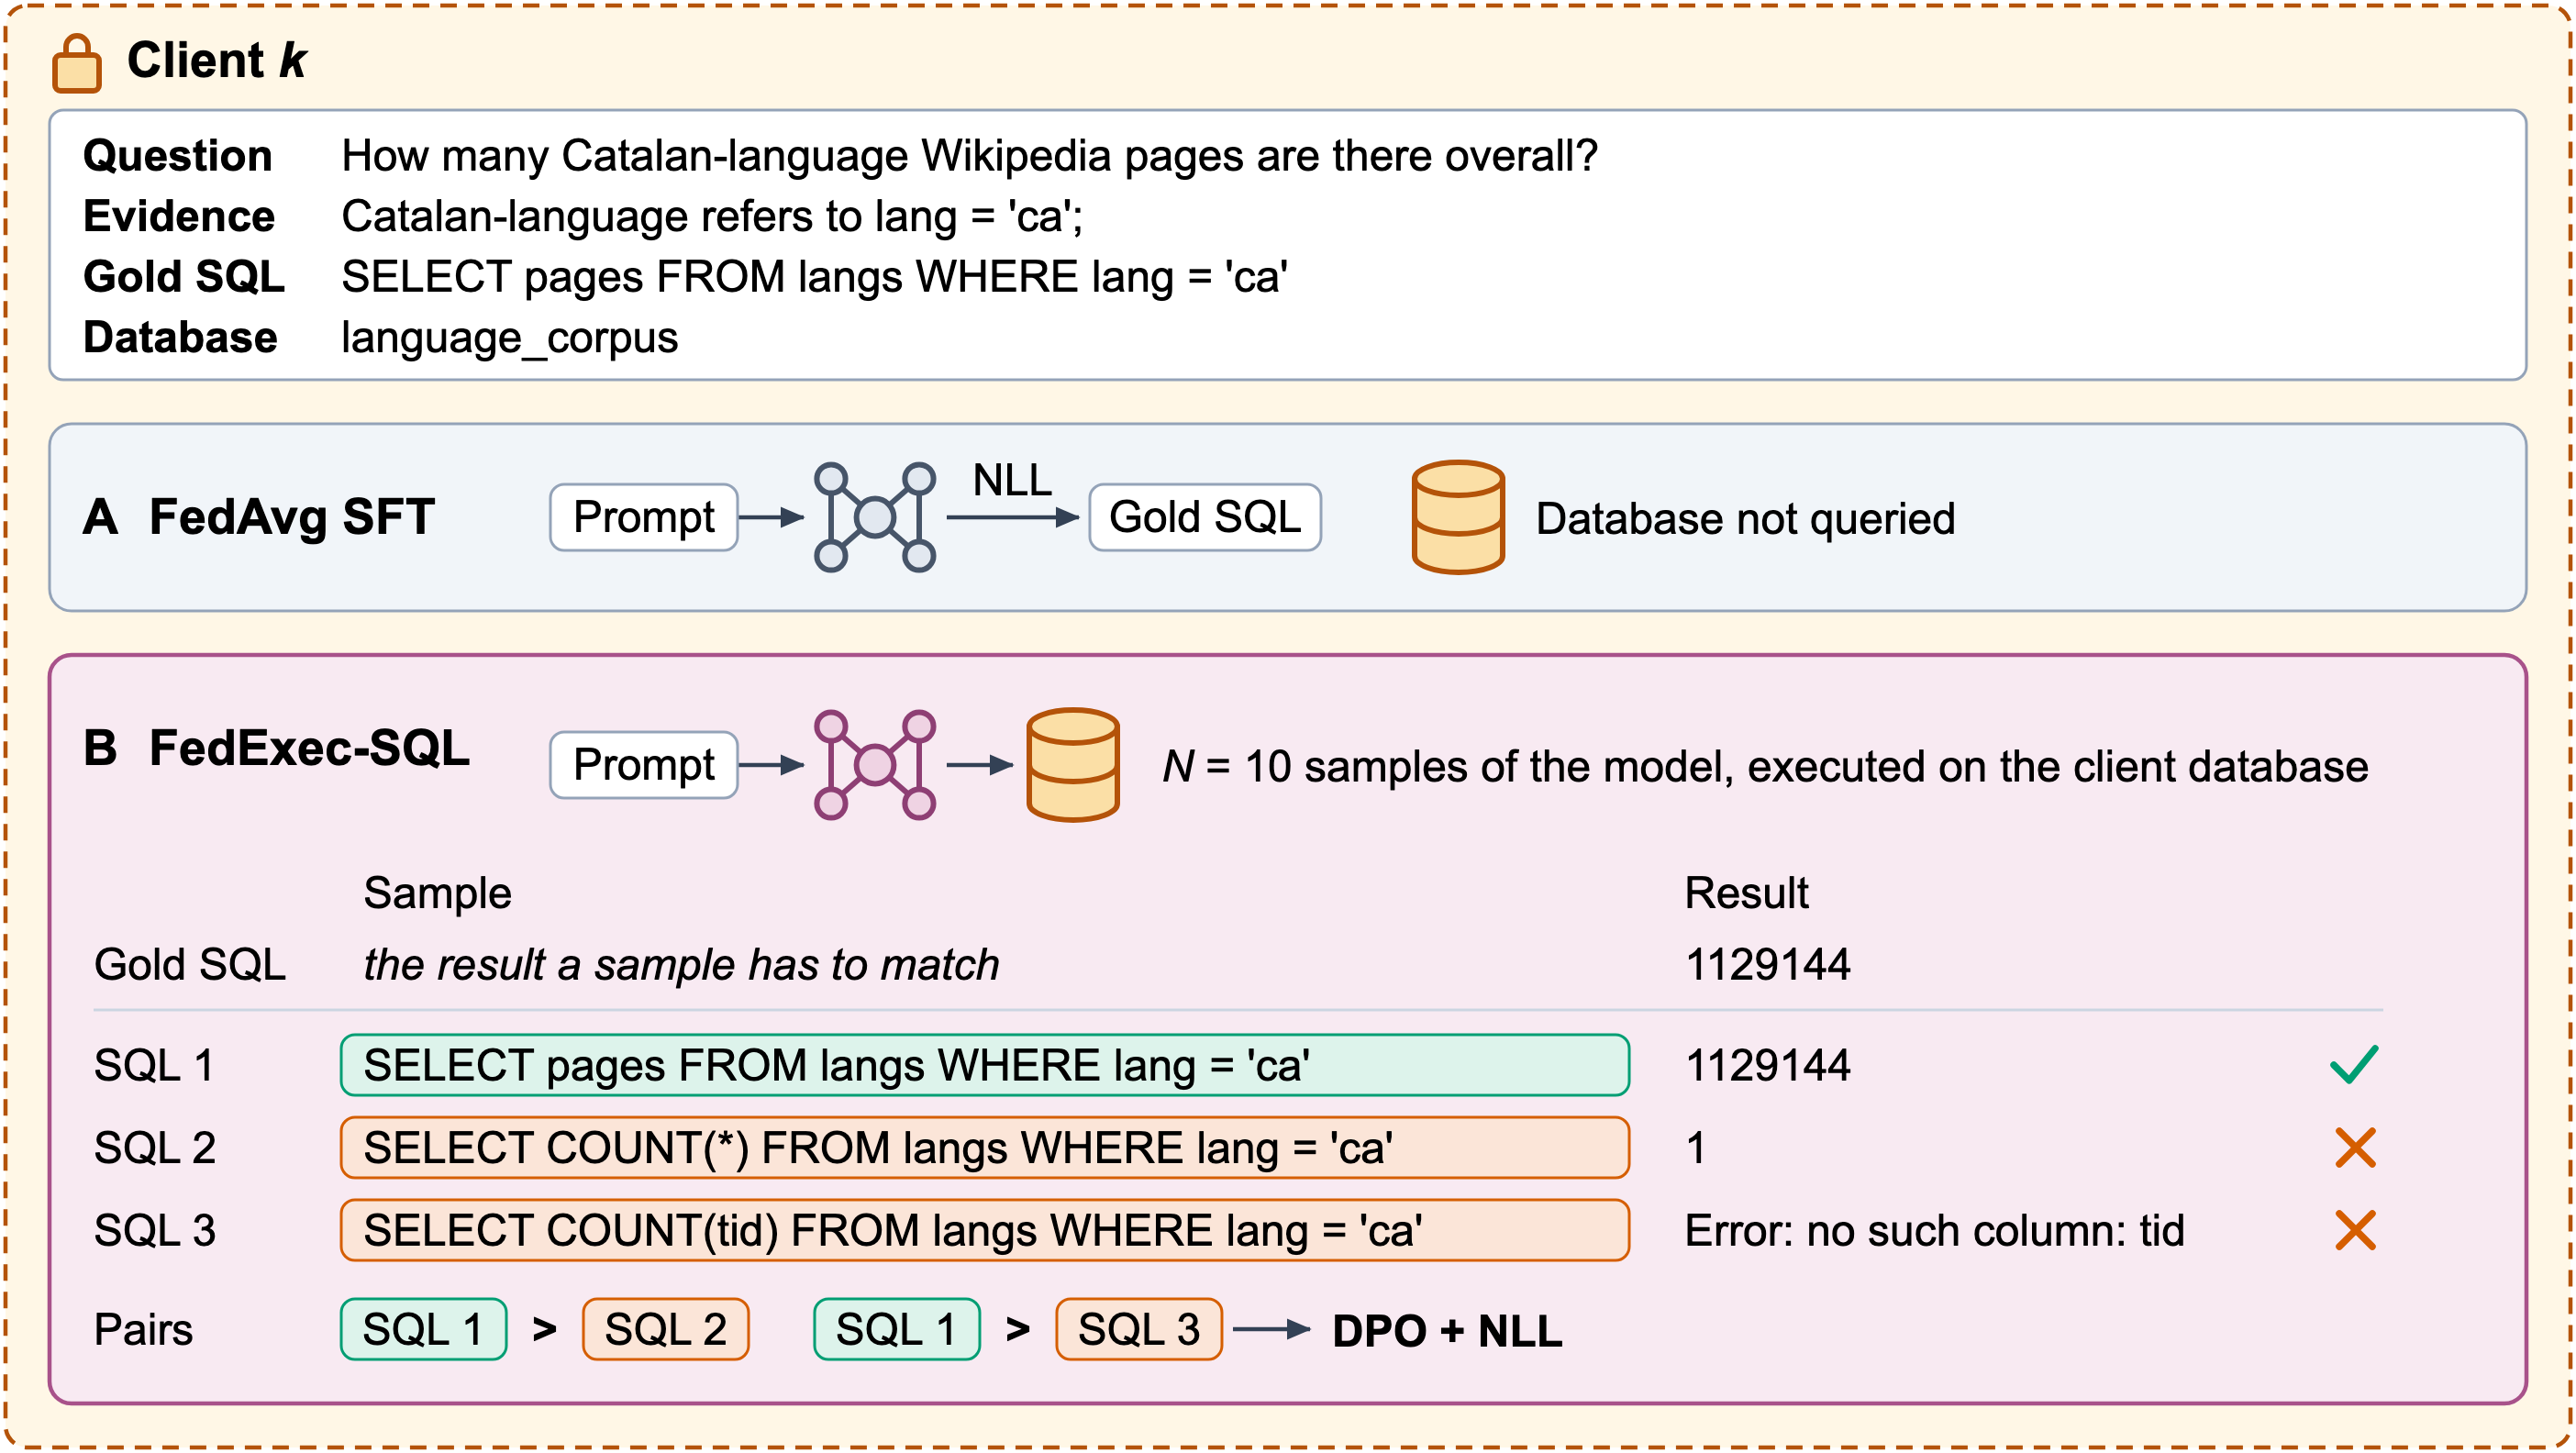 Client k
Question How many Catalan-language Wikipedia pages are there overall?
Evidence Catalan-language refers to lang = 'ca';
Gold SQL SELECT pages FROM langs WHERE lang = 'ca'
Database language_corpus
A FedAvg SFT Prompt NLL Gold SQL Database not queried
B FedExec-SQL Prompt N = 10 samples of the model, executed on the client database
Sample Result
Gold SQL the result a sample has to match 1129144
SQL 1 SELECT pages FROM langs WHERE lang = 'ca' 1129144
SQL 2 SELECT COUNT(*) FROM langs WHERE lang = 'ca' 1
SQL 3 SELECT COUNT(tid) FROM langs WHERE lang = 'ca' Error: no such column: tid
Pairs SQL 1 > SQL 2 SQL 1 > SQL 3 DPO + NLL